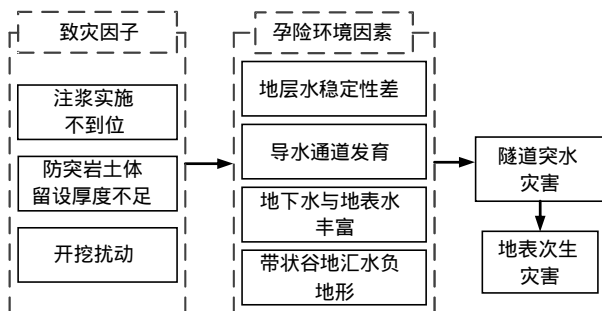 致灾因子
注浆实施
不到位
防突岩土体
留设厚度不足
开挖扰动
孕险环境因素
地层水稳定性差
导水通道发育
地下水与地表水
丰富
带状谷地汇水负
地形
隧道突水
灾害
地表次生
灾害